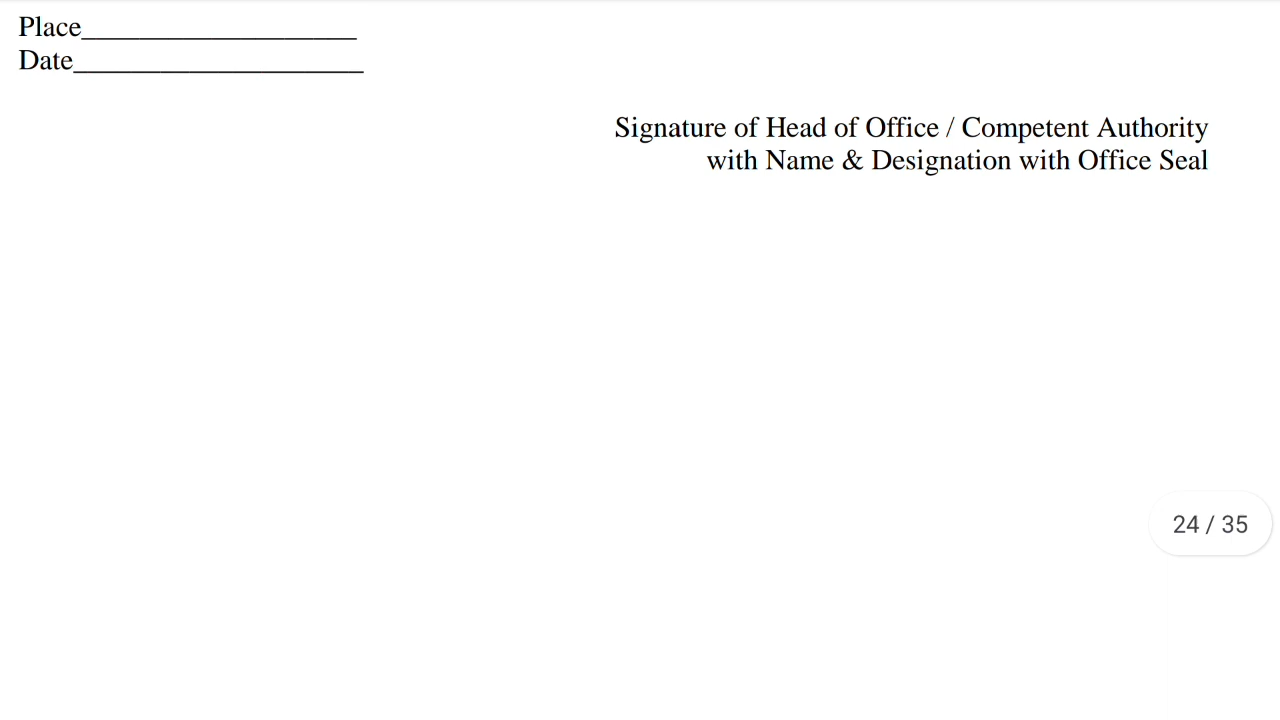 Place___________________
Date____________________
Signature of Head of Office / Competent Authority
with Name & Designation with Office Seal
24 / 35